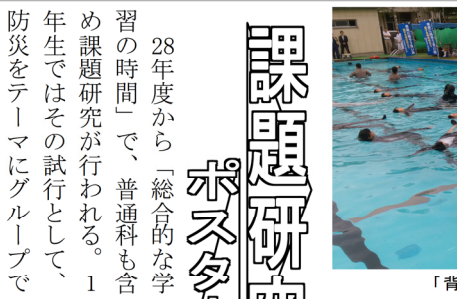 課題研究
ポスター
28年度から「総合的な学
習の時間」で、普通科も含
め課題研究が行われる。1
年生ではその試行として、
防災をテーマにグループで
「背